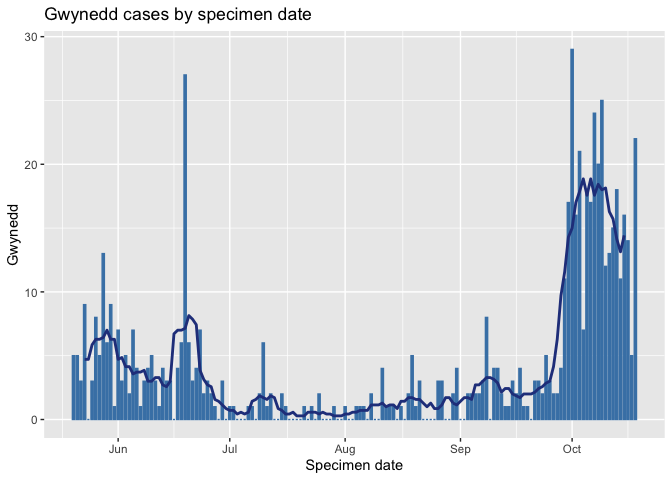 Gwynedd cases by specimen date
30
20
10
0
Gwynedd
Jun Jul Aug Sep Oct
Specimen date